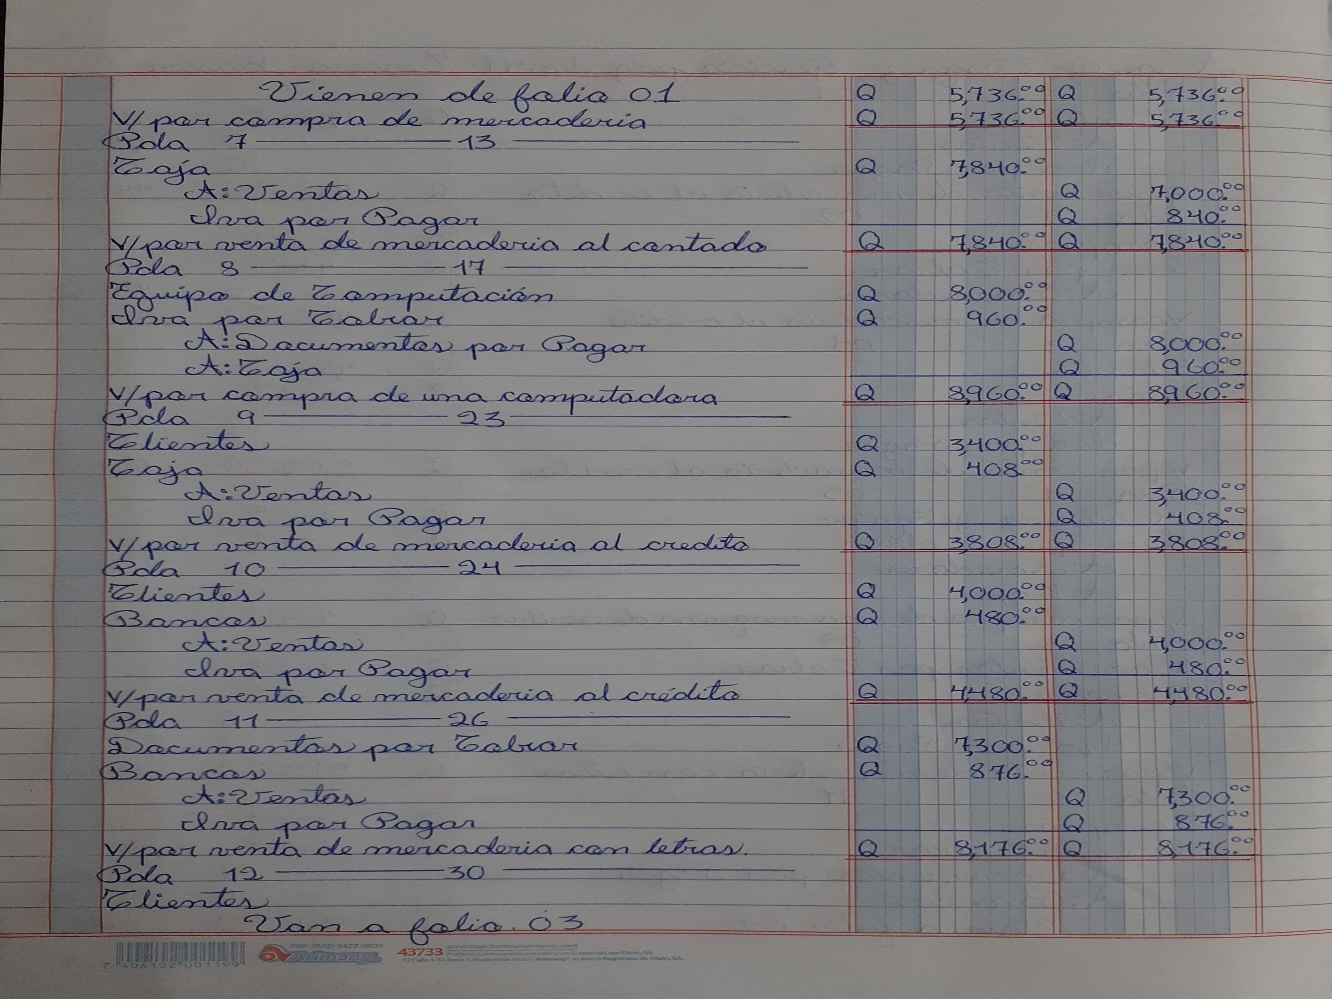 Vienen de folio 01 Q 5,736.00 Q 5,736.00
V/ por compra de mercaderia Q 5,736.00 Q 5,736.00
Pda 7 13
Caja Q 7,840.00
A: Ventas Q 7,000.00
Iva por Pagar Q 840.00
V/ por venta de mercaderia al contado Q 7,840.00 Q 7,840.00
Pda 8 17
Equipo de Computación Q 8,000.00
Iva por Cobrar Q 960.00
A: Documentos por Pagar Q 8,000.00
A: Caja Q 960.00
V/ por compra de una computadora Q 8,960.00 Q 8,960.00
Pda 9 23
Clientes Q 3,400.00
Caja Q 408.00
A: Ventas Q 3,400.00
Iva por Pagar Q 408.00
V/ por venta de mercaderia al credito Q 3,808.00 Q 3,808.00
Pda 10 24
Clientes Q 4,000.00
Bancos Q 480.00
A: Ventas Q 4,000.00
Iva por Pagar Q 480.00
V/ por venta de mercaderia al crédito Q 4,480.00 Q 4,480.00
Pda 11 26
Documentos por Cobrar Q 7,300.00
Bancos Q 876.00
A: Ventas Q 7,300.00
Iva por Pagar Q 876.00
V/ por venta de mercaderia con letras. Q 8,176.00 Q 8,176.00
Pda 12 30
Clientes
Van a folio 03
43733